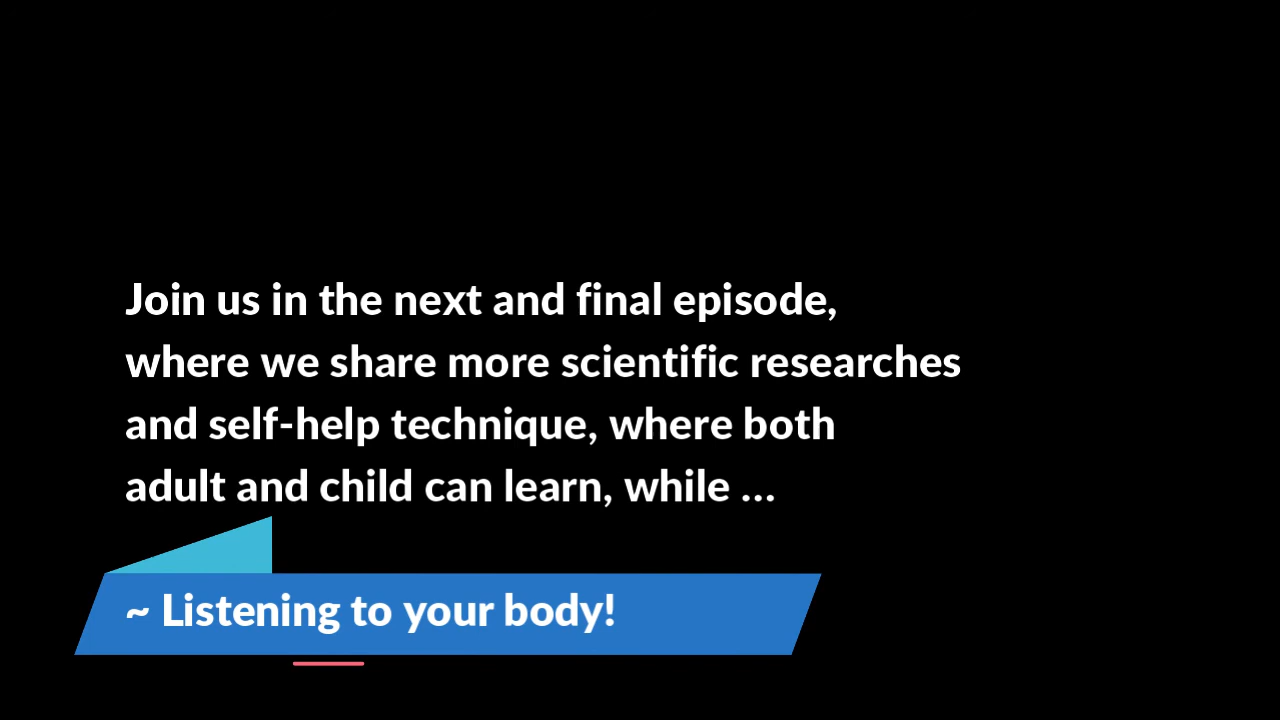 Join us in the next and final episode,
where we share more scientific researches
and self-help technique, where both
adult and child can learn, while ...
~ Listening to your body!